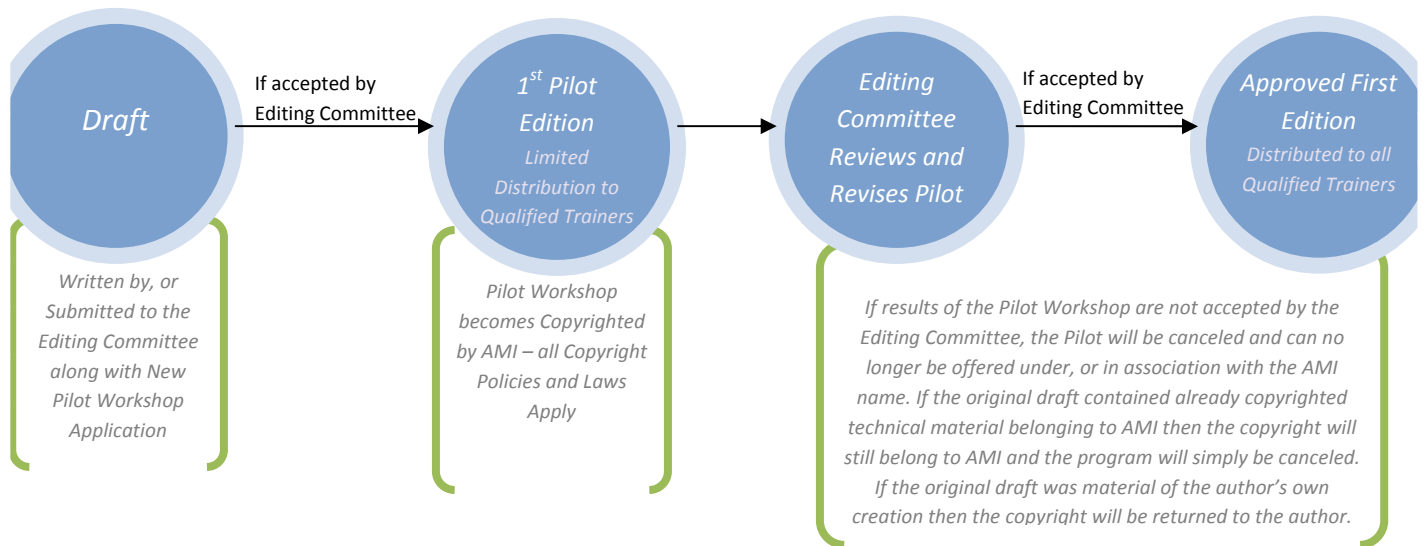 Draft
If accepted by
Editing Committee
1st Pilot
Edition
Limited
Distribution to
Qualified Trainers
Editing
Committee
Reviews and
Revises Pilot
If accepted by
Editing Committee
Approved First
Edition
Distributed to all
Qualified Trainers
Written by, or
Submitted to the
Editing Committee
along with New
Pilot Workshop
Application
Pilot Workshop
becomes Copyrighted
by AMI – all Copyright
Policies and Laws
Apply
If results of the Pilot Workshop are not accepted by the
Editing Committee, the Pilot will be canceled and can no
longer be offered under, or in association with the AMI
name. If the original draft contained already copyrighted
technical material belonging to AMI then the copyright will
still belong to AMI and the program will simply be canceled.
If the original draft was material of the author’s own
creation then the copyright will be returned to the author.